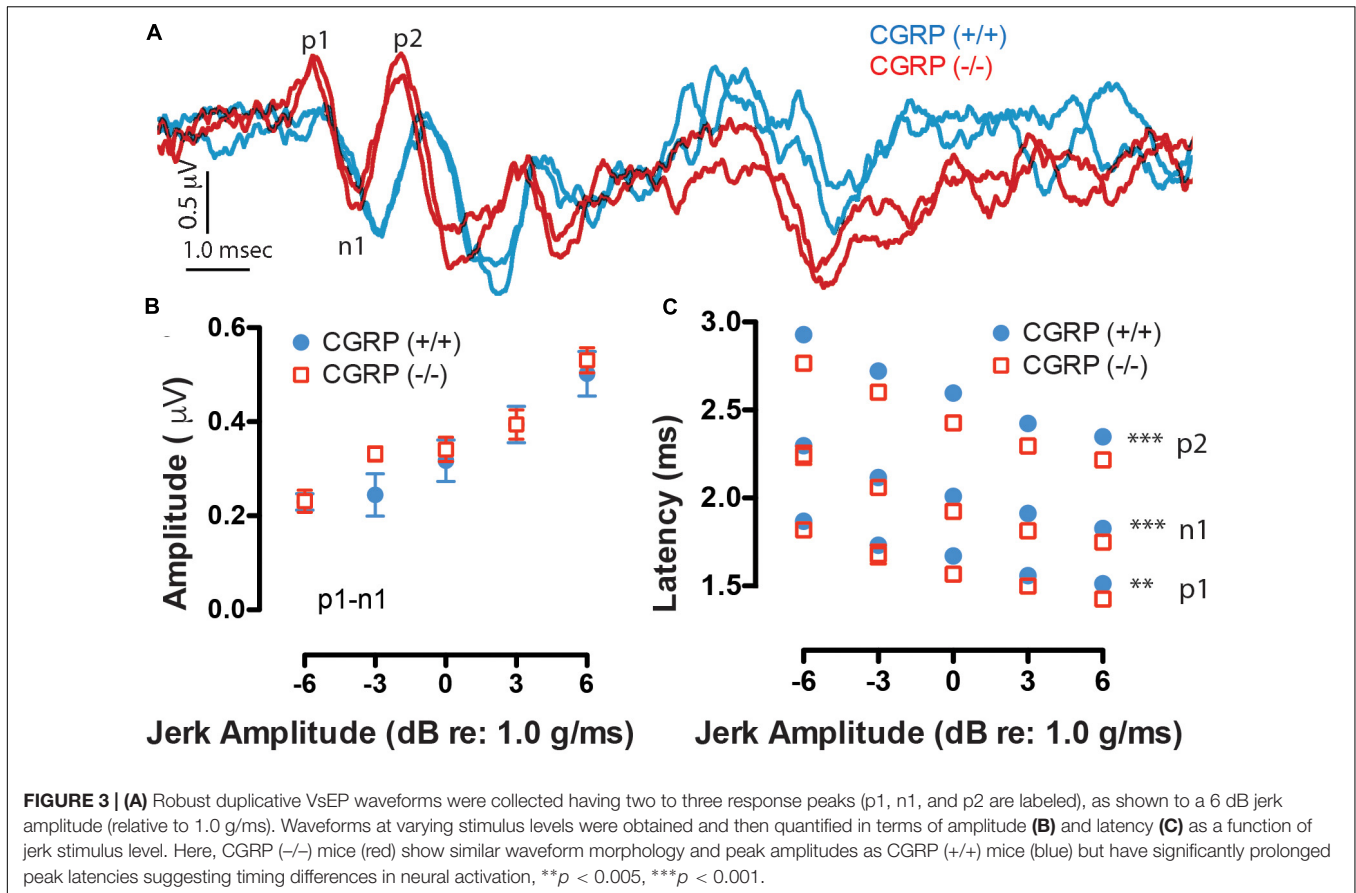 A
p1
p2
CGRP (+/+)
CGRP (-/-)
0.5 µV
1.0 msec
n1
B
0.6
0.4
0.2
0.0
Amplitude ( µV)
CGRP (+/+)
CGRP (-/-)
p1-n1
-6
-3
0
3
6
Jerk Amplitude (dB re: 1.0 g/ms)
C
3.0
2.5
2.0
1.5
Latency (ms)
CGRP (+/+)
CGRP (-/-)
*** p2
*** n1
** p1
-6
-3
0
3
6
Jerk Amplitude (dB re: 1.0 g/ms)
FIGURE 3 | (A) Robust duplicative VsEP waveforms were collected having two to three response peaks (p1, n1, and p2 are labeled), as shown to a 6 dB jerk
amplitude (relative to 1.0 g/ms). Waveforms at varying stimulus levels were obtained and then quantified in terms of amplitude (B) and latency (C) as a function of
jerk stimulus level. Here, CGRP (−/−) mice (red) show similar waveform morphology and peak amplitudes as CGRP (+/+) mice (blue) but have significantly prolonged
peak latencies suggesting timing differences in neural activation, **p < 0.005, ***p < 0.001.